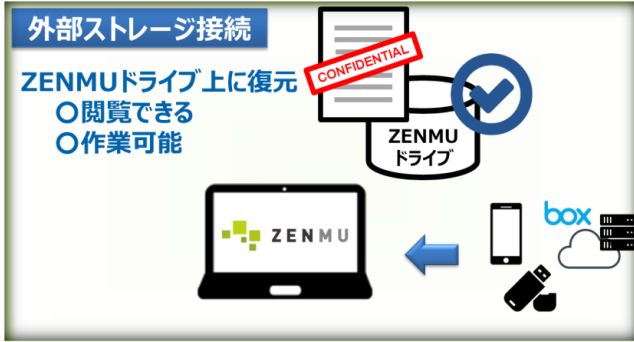 外部ストレージ接続
ZENMUドライブ上に復元
〇閲覧できる
〇作業可能
CONFIDENTIAL
ZENMU
ドライブ
ZENMU
box